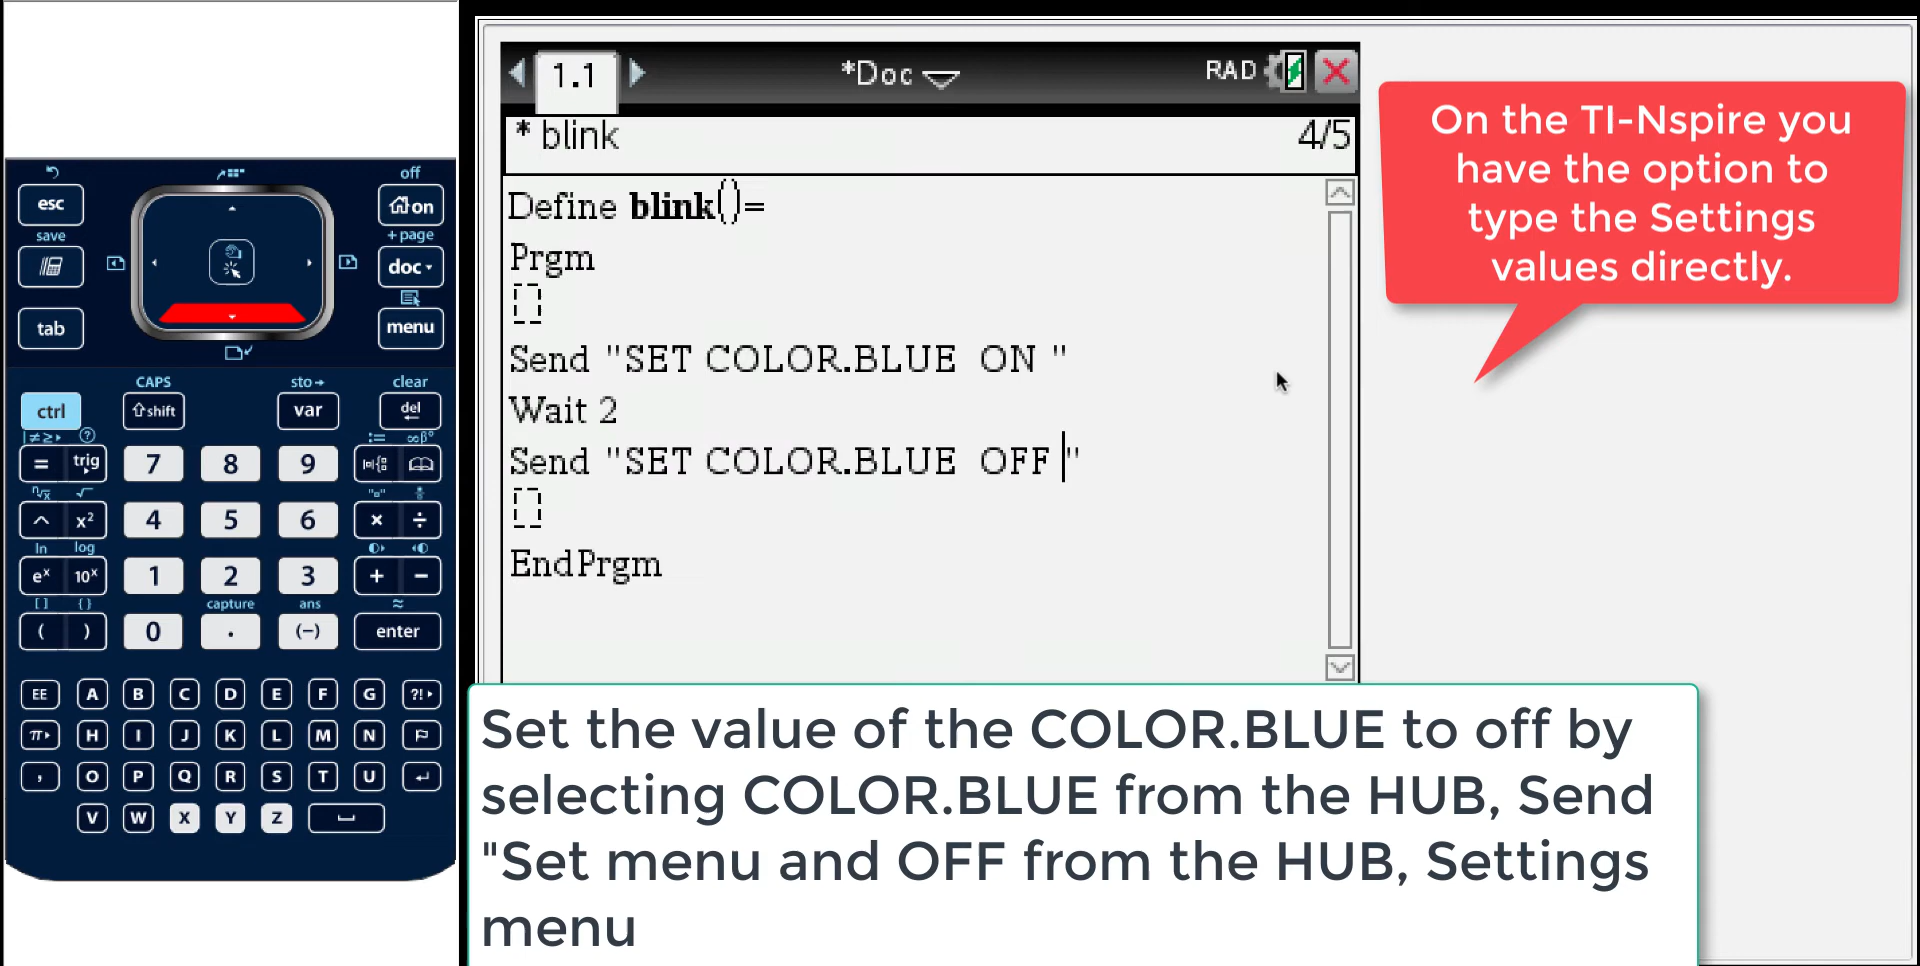 1.1
*Doc
RAD
* blink
4/5
Define blink()=
Prgm
Send "SET COLOR.BLUE  ON "
Wait 2
Send "SET COLOR.BLUE  OFF "
EndPrgm
On the TI-Nspire you
have the option to
type the Settings
values directly.
Set the value of the COLOR.BLUE to off by
selecting COLOR.BLUE from the HUB, Send
"Set menu and OFF from the HUB, Settings
menu
off
esc
on
save
+ page
doc
tab
menu
CAPS
sto→
clear
ctrl
⇧shift
var
del
|≠≥▸
?
:=
∞β°
=
trig
7
8
9
|□|{
ⁿ√x
√
"□"
^
x²
4
5
6
×
÷
ln
log
eˣ
10ˣ
1
2
3
+
−
[ ]
{ }
capture
ans
≈
(
)
0
.
(−)
enter
EE
A
B
C
D
E
F
G
?!▸
π▸
H
I
J
K
L
M
N
,
O
P
Q
R
S
T
U
↵
V
W
X
Y
Z